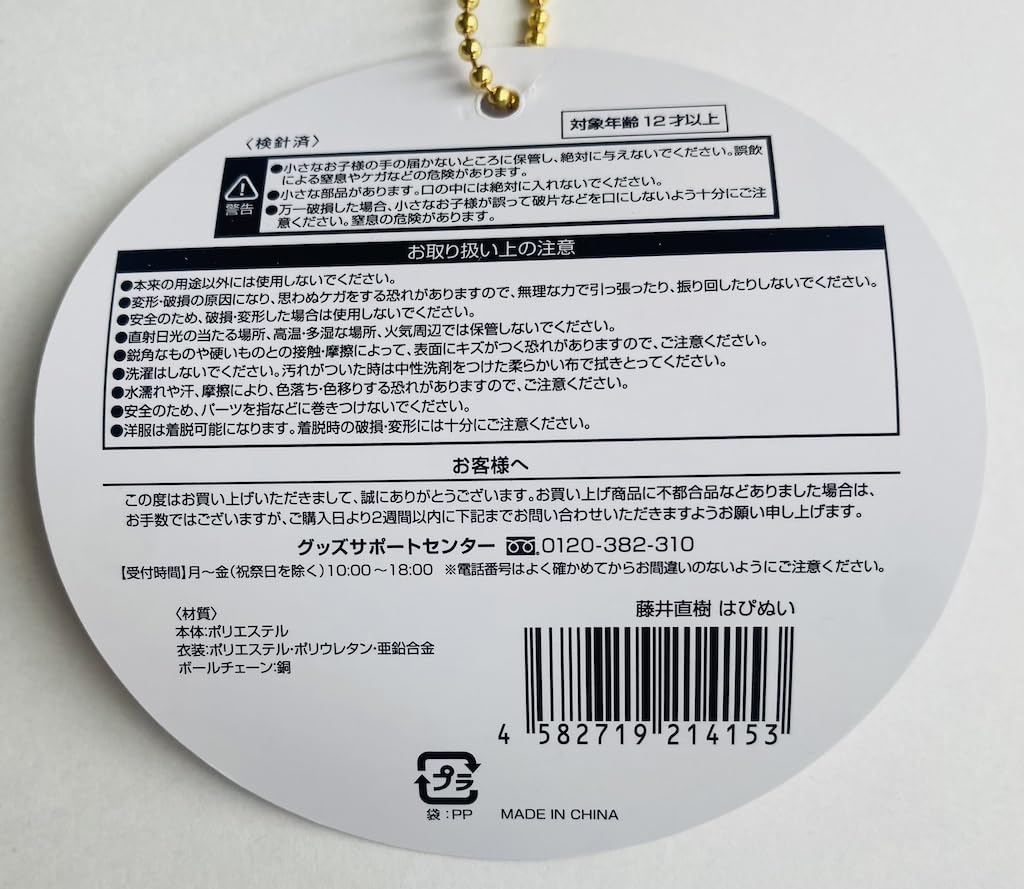 対象年齢12才以上
〈検針済〉
●小さなお子様の手の届かないところに保管し、絶対に与えないでください。誤飲
による窒息やケガなどの危険があります。
●小さな部品があります。口の中には絶対に入れないでください。
●万一破損した場合、小さなお子様が誤って破片などを口にしないよう十分にご注
意ください。窒息の危険があります。
警告
お取り扱い上の注意
●本来の用途以外には使用しないでください。
●変形・破損の原因になり、思わぬケガをする恐れがありますので、無理な力で引っ張ったり、振り回したりしないでください。
●安全のため、破損・変形した場合は使用しないでください。
●直射日光の当たる場所、高温・多湿な場所、火気周辺では保管しないでください。
●鋭角なものや硬いものとの接触・摩擦によって、表面にキズがつく恐れがありますので、ご注意ください。
●洗濯はしないでください。汚れがついた時は中性洗剤をつけた柔らかい布で拭きとってください。
●水濡れや汗、摩擦により、色落ち・色移りする恐れがありますので、ご注意ください。
●安全のため、パーツを指などに巻きつけないでください。
●洋服は着脱可能になります。着脱時の破損・変形には十分にご注意ください。
お客様へ
この度はお買い上げいただきまして、誠にありがとうございます。お買い上げ商品に不都合品などありました場合は、
お手数ではございますが、ご購入日より2週間以内に下記までお問い合わせいただきますようお願い申し上げます。
グッズサポートセンター 0120-382-310
【受付時間】月〜金(祝祭日を除く)10:00〜18:00 ※電話番号はよく確かめてからお間違いのないようにご注意ください。
〈材質〉
本体:ポリエステル
衣装:ポリエステル・ポリウレタン・亜鉛合金
ボールチェーン:銅
藤井直樹 はぴぬい
4 582719 214153
プラ
袋:PP MADE IN CHINA